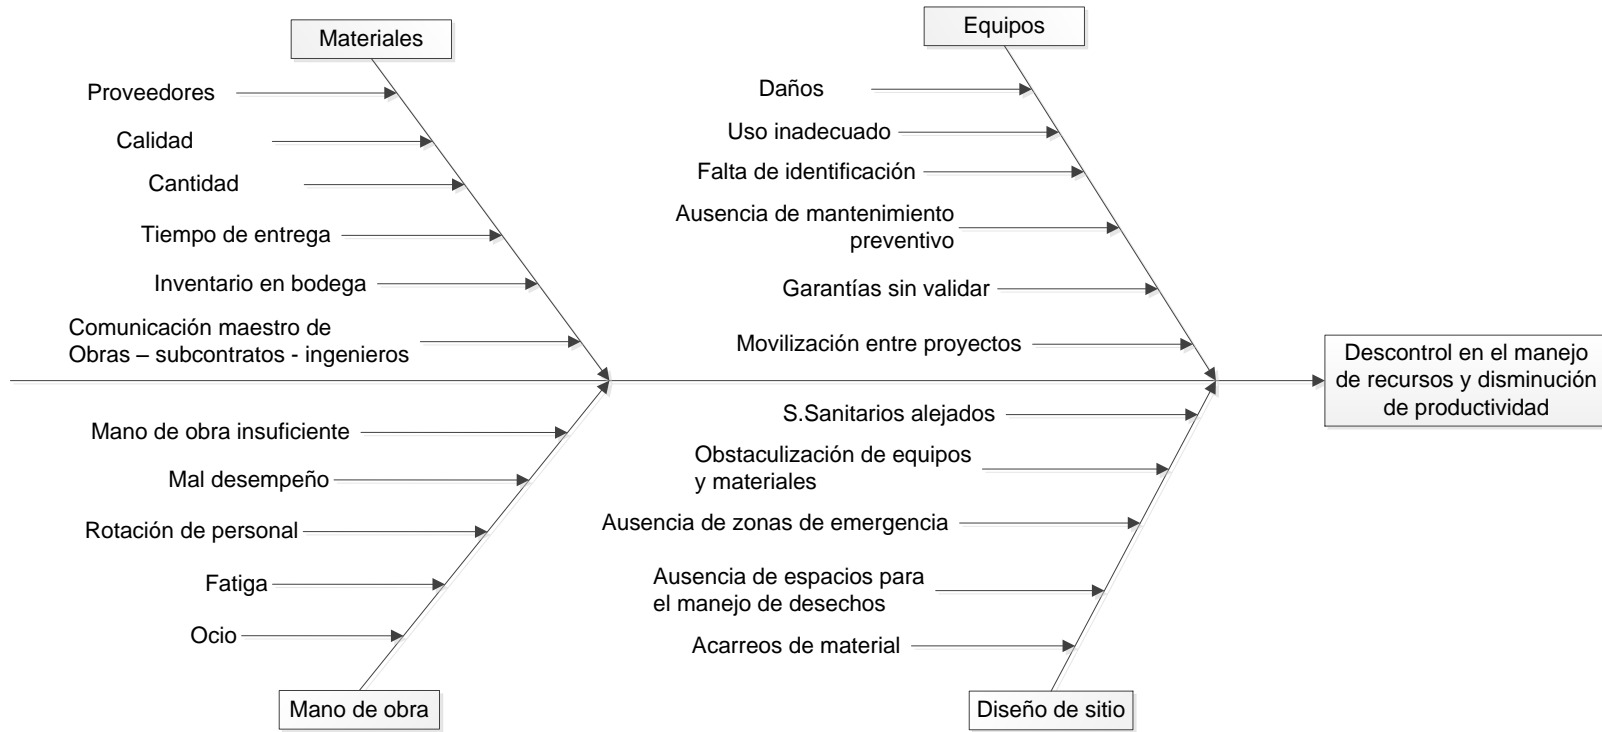 Materiales
Proveedores
Calidad
Cantidad
Tiempo de entrega
Inventario en bodega
Comunicación maestro de
Obras – subcontratos - ingenieros
Equipos
Daños
Uso inadecuado
Falta de identificación
Ausencia de mantenimiento
preventivo
Garantías sin validar
Movilización entre proyectos
Descontrol en el manejo
de recursos y disminución
de productividad
Mano de obra insuficiente
Mal desempeño
Rotación de personal
Fatiga
Ocio
Mano de obra
S.Sanitarios alejados
Obstaculización de equipos
y materiales
Ausencia de zonas de emergencia
Ausencia de espacios para
el manejo de desechos
Acarreos de material
Diseño de sitio